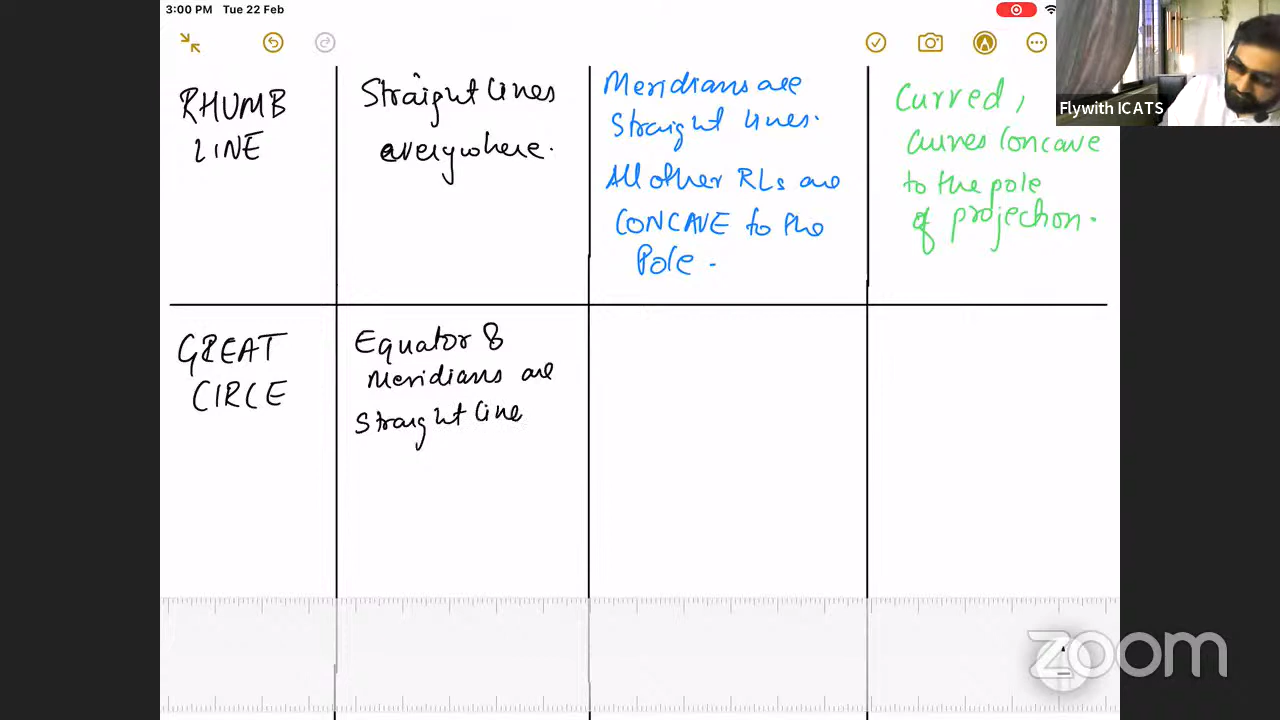 3:00 PM Tue 22 Feb
Flywith ICATS
RHUMB
LINE
Straight lines
everywhere.
Meridians are
Straight lines.
All other RLs are
CONCAVE to the
Pole.
Curved,
Curves Concave
to the pole
of projection.
GREAT
CIRCLE
Equator &
Meridians are
Straight line
zoom